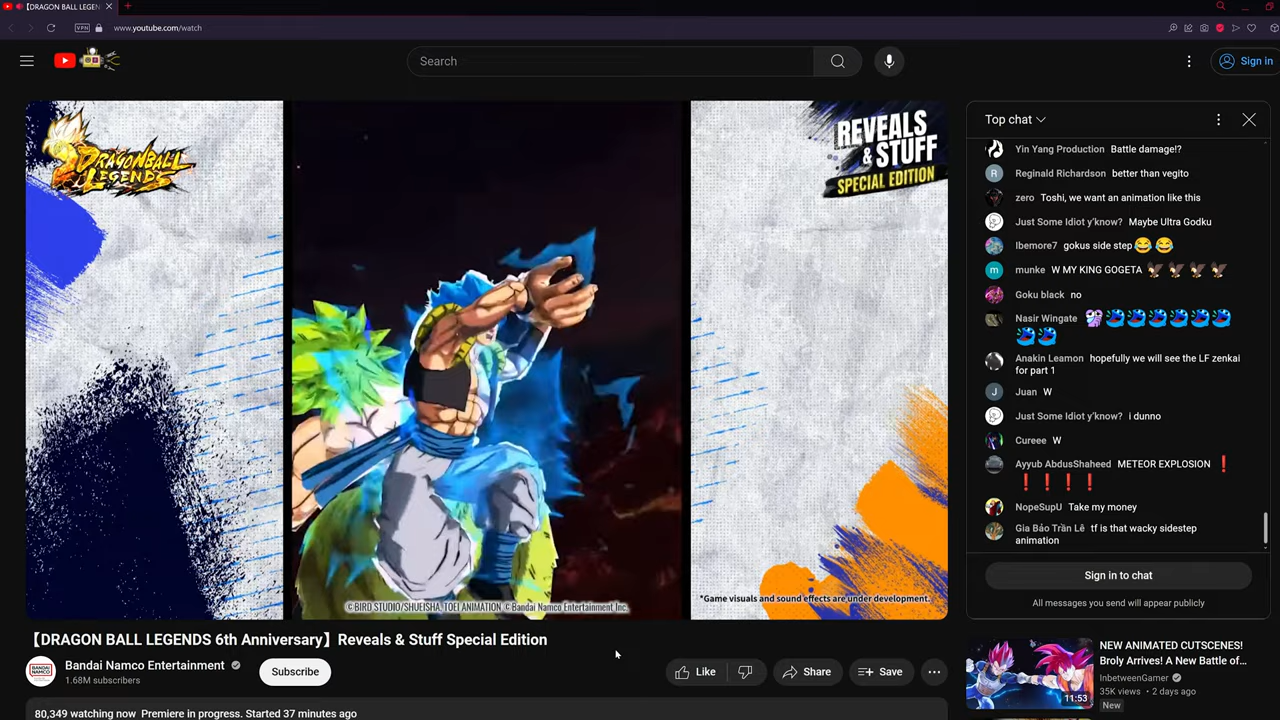 【DRAGON BALL LEGEN
VPN
www.youtube.com/watch
Search
Sign in
DRAGONBALL
LEGENDS
REVEALS
& STUFF
SPECIAL EDITION
© BIRD STUDIO/SHUEISHA, TOEI ANIMATION © Bandai Namco Entertainment Inc.
*Game visuals and sound effects are under development.
Top chat
Yin Yang Production Battle damage!?
R Reginald Richardson better than vegito
zero Toshi, we want an animation like this
Just Some Idiot y'know? Maybe Ultra Godku
Ibemore7 gokus side step 😂 😂
m munke W MY KING GOGETA 🦅 🦅 🦅 🦅
Goku black no
Nasir Wingate
Anakin Leamon hopefully we will see the LF zenkai
for part 1
J Juan W
Just Some Idiot y'know? i dunno
Cureee W
Ayyub AbdusShaheed METEOR EXPLOSION ❗
❗ ❗ ❗ ❗
NopeSupU Take my money
Gia Bảo Trần Lê tf is that wacky sidestep
animation
Sign in to chat
All messages you send will appear publicly
【DRAGON BALL LEGENDS 6th Anniversary】Reveals & Stuff Special Edition
BANDAI
NAMCO
Bandai Namco Entertainment
1.68M subscribers
Subscribe
Like
Share
Save
80,349 watching now Premiere in progress. Started 37 minutes ago
NEW ANIMATED CUTSCENES!
Broly Arrives! A New Battle of...
InbetweenGamer
35K views • 2 days ago
New
11:53